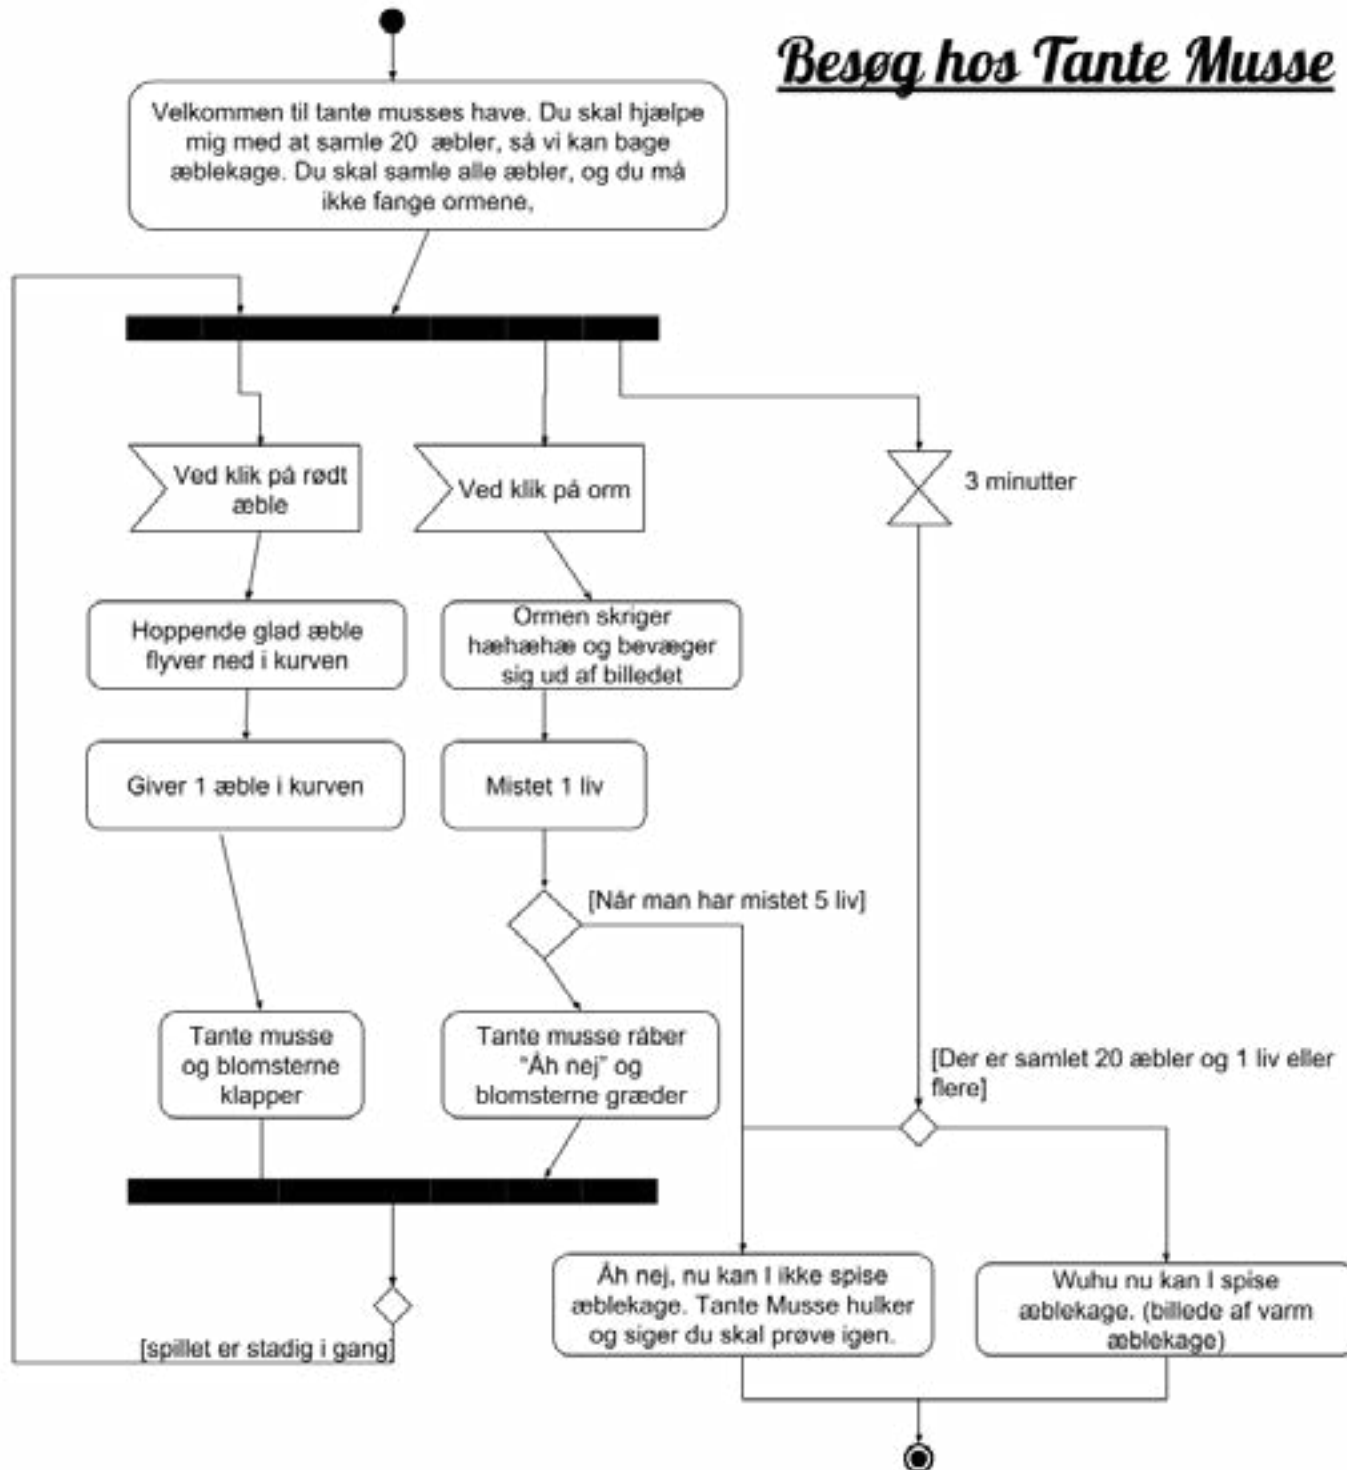 Besøg hos Tante Musse
Velkommen til tante musses have. Du skal hjælpe
mig med at samle 20 æbler, så vi kan bage
æblekage. Du skal samle alle æbler, og du må
ikke fange ormene,
Ved klik på rødt
æble
Ved klik på orm
3 minutter
Hoppende glad æble
flyver ned i kurven
Ormen skriger
hæhæhæ og bevæger
sig ud af billedet
Giver 1 æble i kurven
Mistet 1 liv
[Når man har mistet 5 liv]
Tante musse
og blomsterne
klapper
Tante musse råber
“Åh nej” og
blomsterne græder
[Der er samlet 20 æbler og 1 liv eller
flere]
Åh nej, nu kan I ikke spise
æblekage. Tante Musse hulker
og siger du skal prøve igen.
Wuhu nu kan I spise
æblekage. (billede af varm
æblekage)
[spillet er stadig i gang]